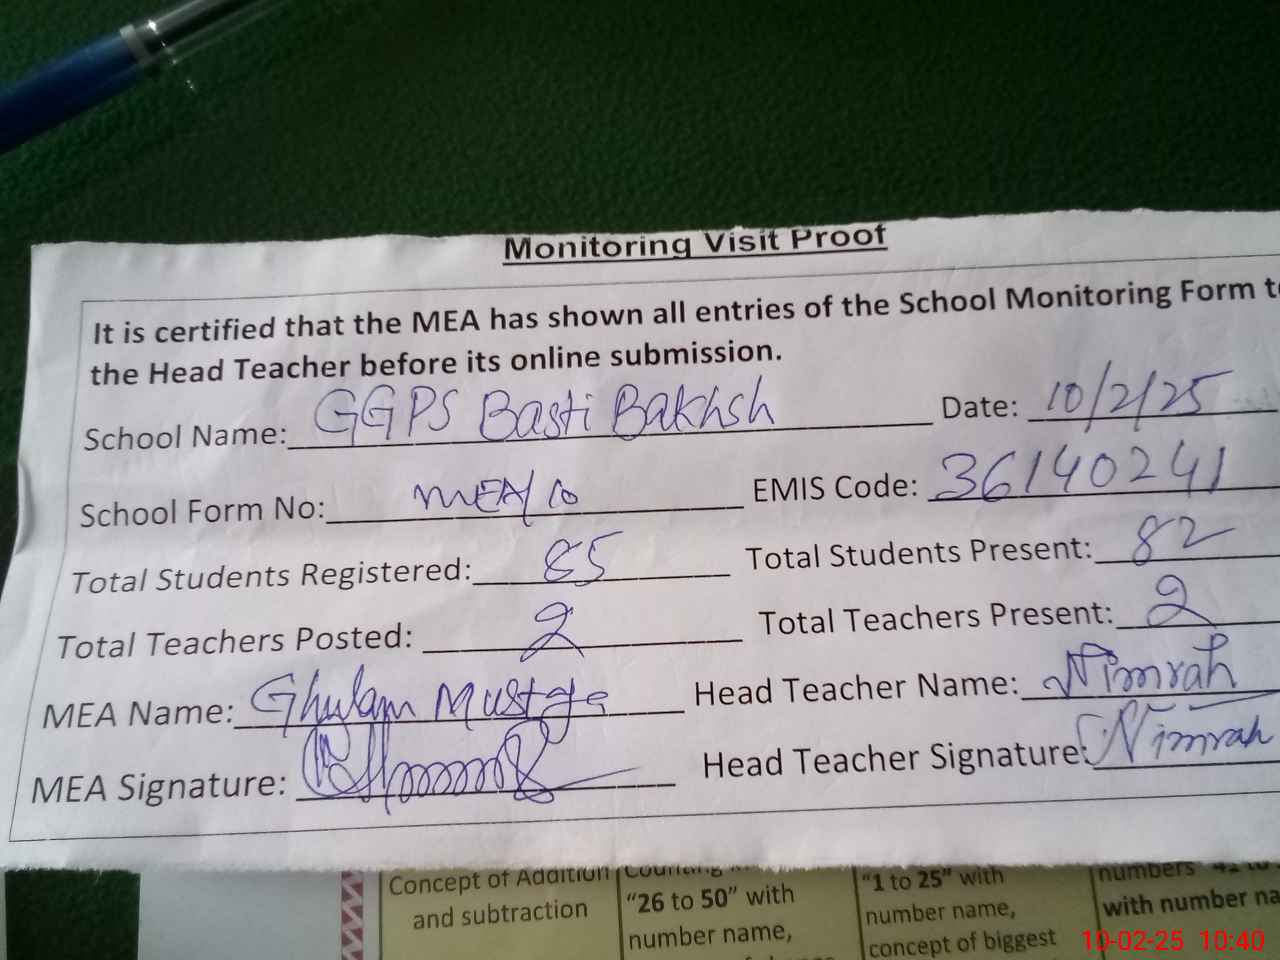 Monitoring Visit Proof
It is certified that the MEA has shown all entries of the School Monitoring Form to
the Head Teacher before its online submission.
School Name: GGPS Basti Bakhsh Date: 10/2/25
School Form No: MEA/10 EMIS Code: 36140241
Total Students Registered: 85 Total Students Present: 82
Total Teachers Posted: 2 Total Teachers Present: 2
MEA Name: Ghulam Mustafa Head Teacher Name: Nimrah
MEA Signature: Head Teacher Signature: Nimrah
Concept of Addition
and subtraction
"26 to 50" with
number name,
"1 to 25" with
number name,
concept of biggest
numbers
with number
10-02-25 10:40